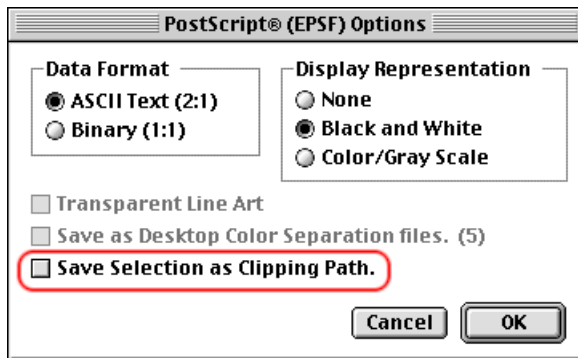 PostScript® (EPSF) Options
Data Format
ASCII Text (2:1)
Binary (1:1)
Display Representation
None
Black and White
Color/Gray Scale
Transparent Line Art
Save as Desktop Color Separation files. (5)
Save Selection as Clipping Path.
Cancel
OK